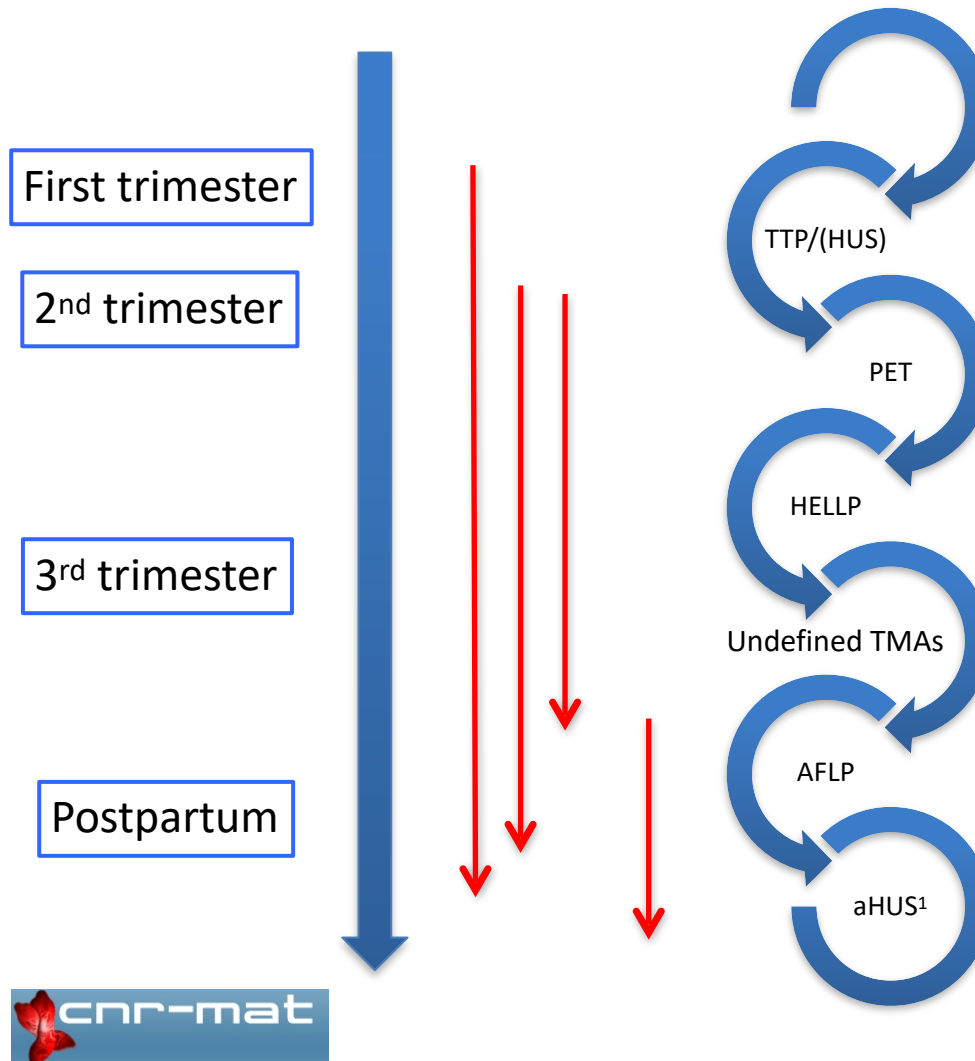 First trimester
TTP/(HUS)
2nd trimester
PET
HELLP
3rd trimester
Undefined TMAs
AFLP
Postpartum
aHUS¹
cnr-mat